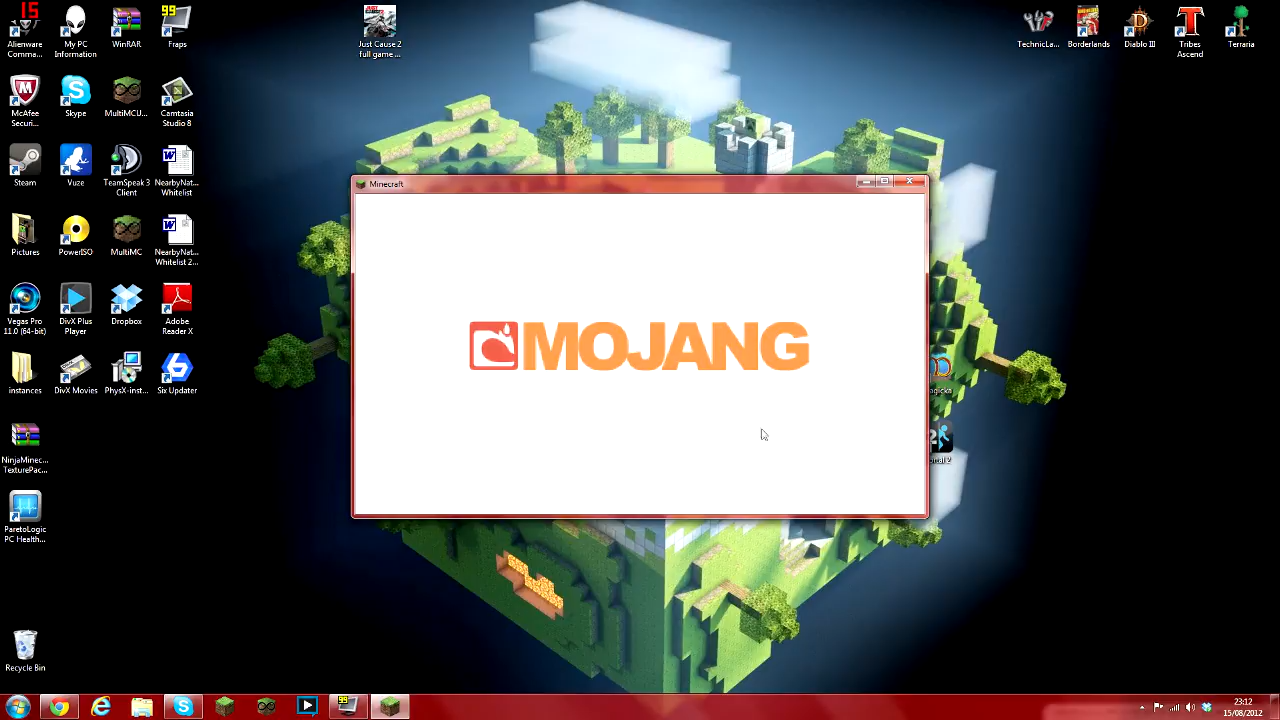 15
Alienware
Comma...
My PC
Information
WinRAR
99
Fraps
Just Cause 2
full game ...
TechnicLa...
Borderlands
Diablo III
Tribes
Ascend
Terraria
McAfee
Securi...
Skype
MultiMCU...
Camtasia
Studio 8
Steam
Vuze
TeamSpeak 3
Client
NearbyNat...
Whitelist
Minecraft
Pictures
PowerISO
MultiMC
NearbyNat...
Whitelist 2...
Vegas Pro
11.0 (64-bit)
DivX Plus
Player
Dropbox
Adobe
Reader X
MOJANG
instances
DivX Movies
PhysX-inst...
Six Updater
NinjaMinec...
TexturePac...
ParetoLogic
PC Health...
Recycle Bin
99
23:12
15/08/2012